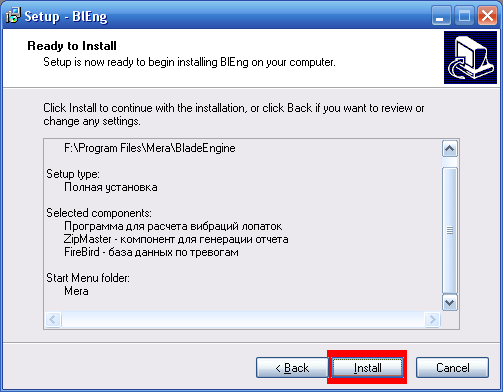 Setup - BlEng
Ready to Install
Setup is now ready to begin installing BlEng on your computer.
Click Install to continue with the installation, or click Back if you want to review or
change any settings.
F:\Program Files\Mera\BladeEngine
Setup type:
Полная установка
Selected components:
Программа для расчета вибраций лопаток
ZipMaster - компонент для генерации отчета
FireBird - база данных по тревогам
Start Menu folder:
Мера
< Back
Install
Cancel